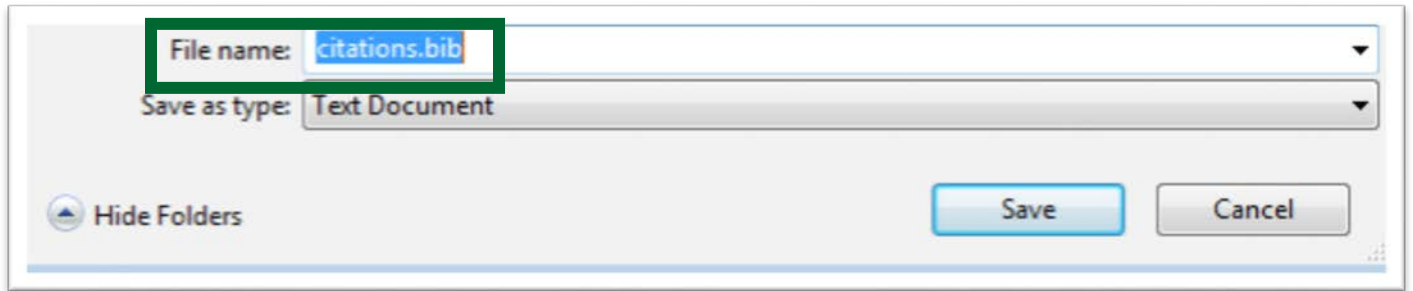 File name: citations.bib
Save as type: Text Document
Hide Folders Save Cancel